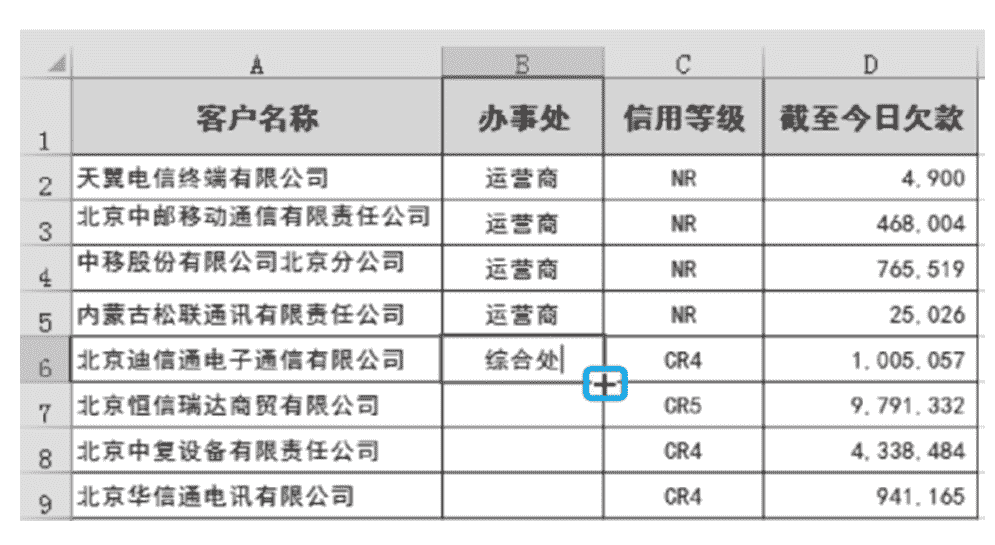 A B C D
1 客户名称 办事处 信用等级 截至今日欠款
2 天翼电信终端有限公司 运营商 NR 4,900
3 北京中邮移动通信有限责任公司 运营商 NR 468,004
4 中移股份有限公司北京分公司 运营商 NR 765,519
5 内蒙古松联通讯有限责任公司 运营商 NR 25,026
6 北京迪信通电子通信有限公司 综合处 CR4 1,005,057
7 北京恒信瑞达商贸有限公司 CR5 9,791,332
8 北京中复设备有限责任公司 CR4 4,338,484
9 北京华信通电讯有限公司 CR4 941,165